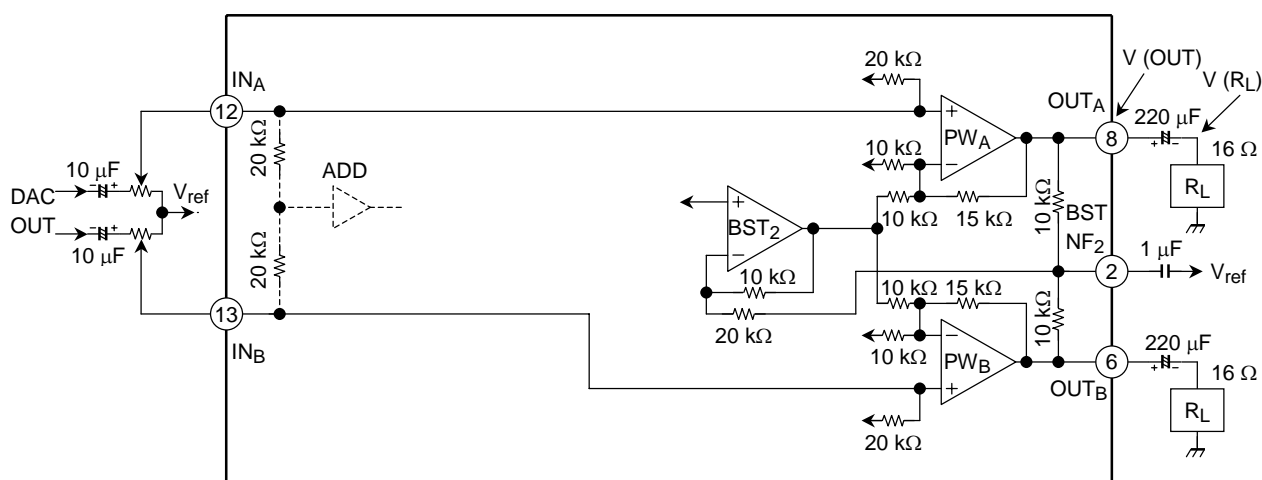 20 kΩ
V (OUT)
V (RL)
INA
12
OUTA
220 μF
8
16 Ω
RL
20 kΩ
ADD
10 μF
DAC
Vref
OUT
10 μF
20 kΩ
13
INB
+
PWA
−
10 kΩ
10 kΩ
15 kΩ
10 kΩ
BST
NF2
+
BST2
−
10 kΩ
20 kΩ
1 μF
2
Vref
10 kΩ
15 kΩ
10 kΩ
−
PWB
+
10 kΩ
20 kΩ
6
OUTB
220 μF
16 Ω
RL
- +
- +
+ -
+ -